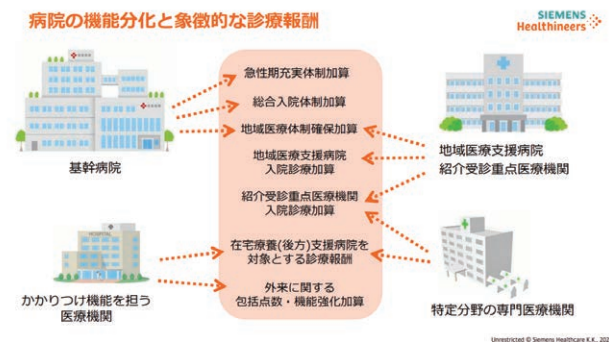 病院の機能分化と象徴的な診療報酬
SIEMENS
Healthineers
急性期充実体制加算
総合入院体制加算
地域医療体制確保加算
地域医療支援病院
入院診療加算
紹介受診重点医療機関
入院診療加算
在宅療養(後方)支援病院を
対象とする診療報酬
外来に関する
包括点数・機能強化加算
基幹病院
HOSPITAL
かかりつけ機能を担う
医療機関
地域医療支援病院
紹介受診重点医療機関
特定分野の専門医療機関
Unrestricted © Siemens Healthcare K.K.,